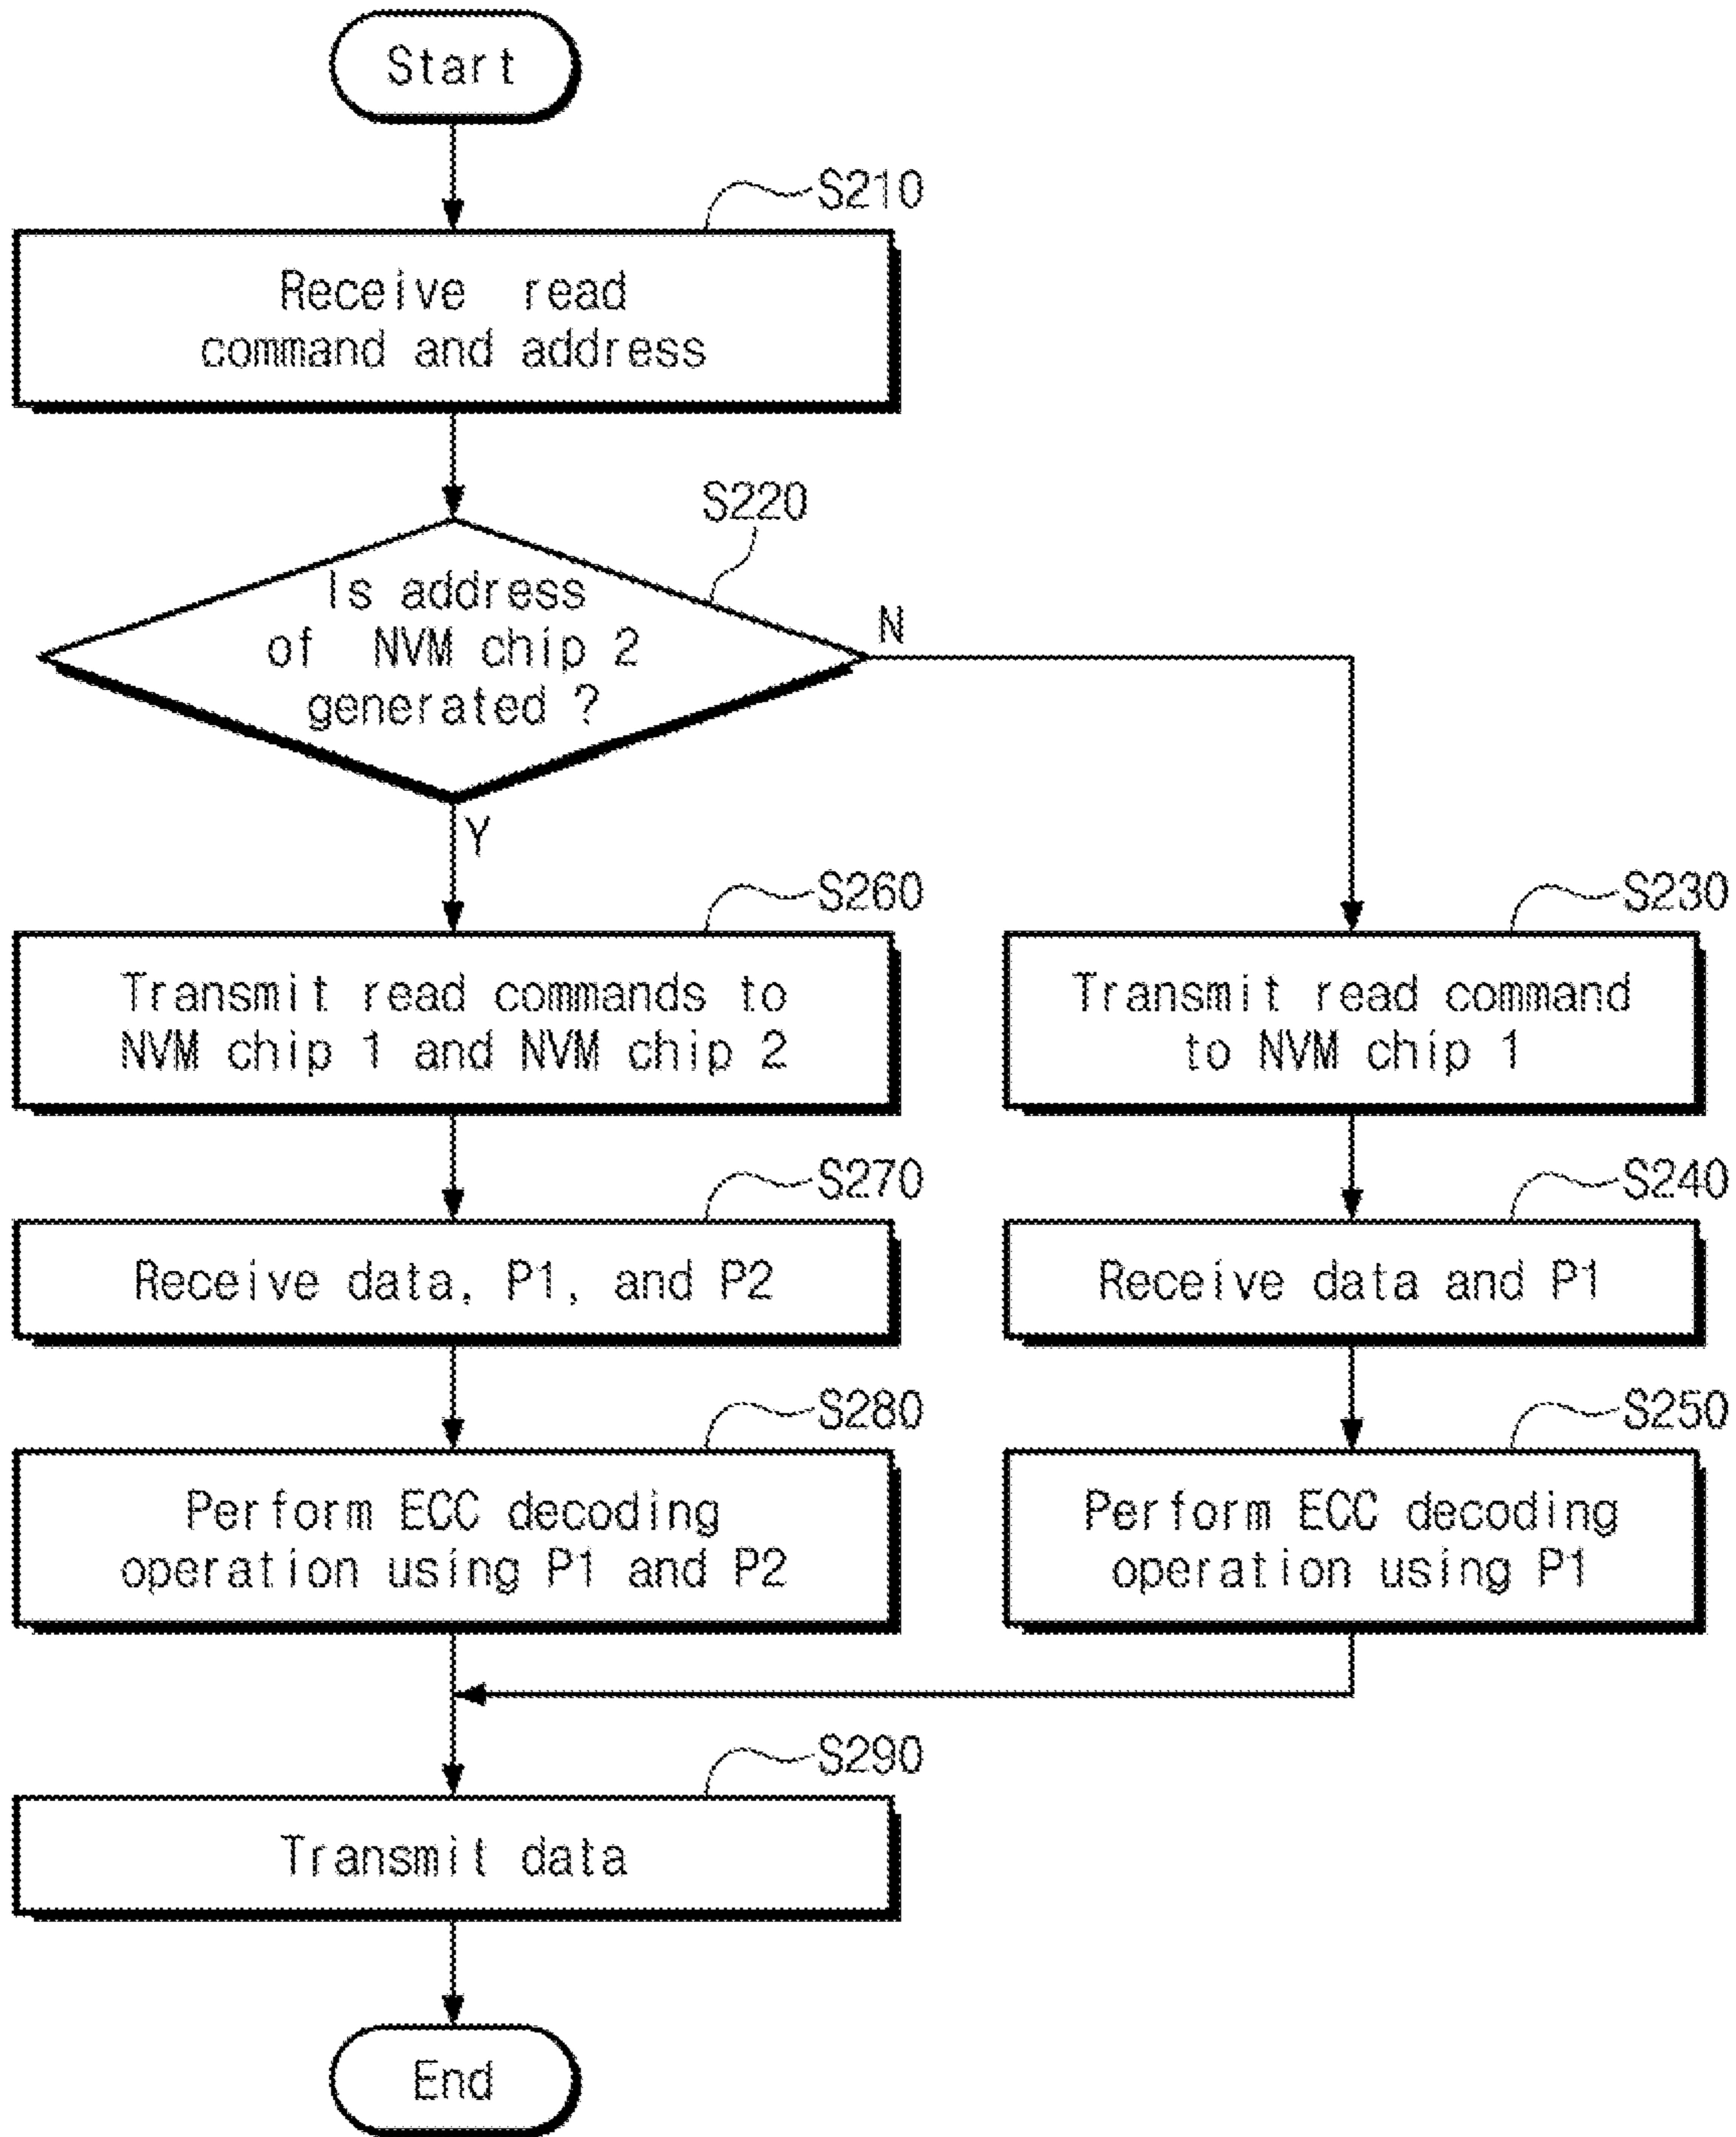 Start
S210
Receive read
command and address
S220
Is address
of NVM chip 2
generated ?
N
Y
S260
Transmit read commands to
NVM chip 1 and NVM chip 2
S230
Transmit read command
to NVM chip 1
S270
Receive data, P1, and P2
S240
Receive data and P1
S280
Perform ECC decoding
operation using P1 and P2
S250
Perform ECC decoding
operation using P1
S290
Transmit data
End